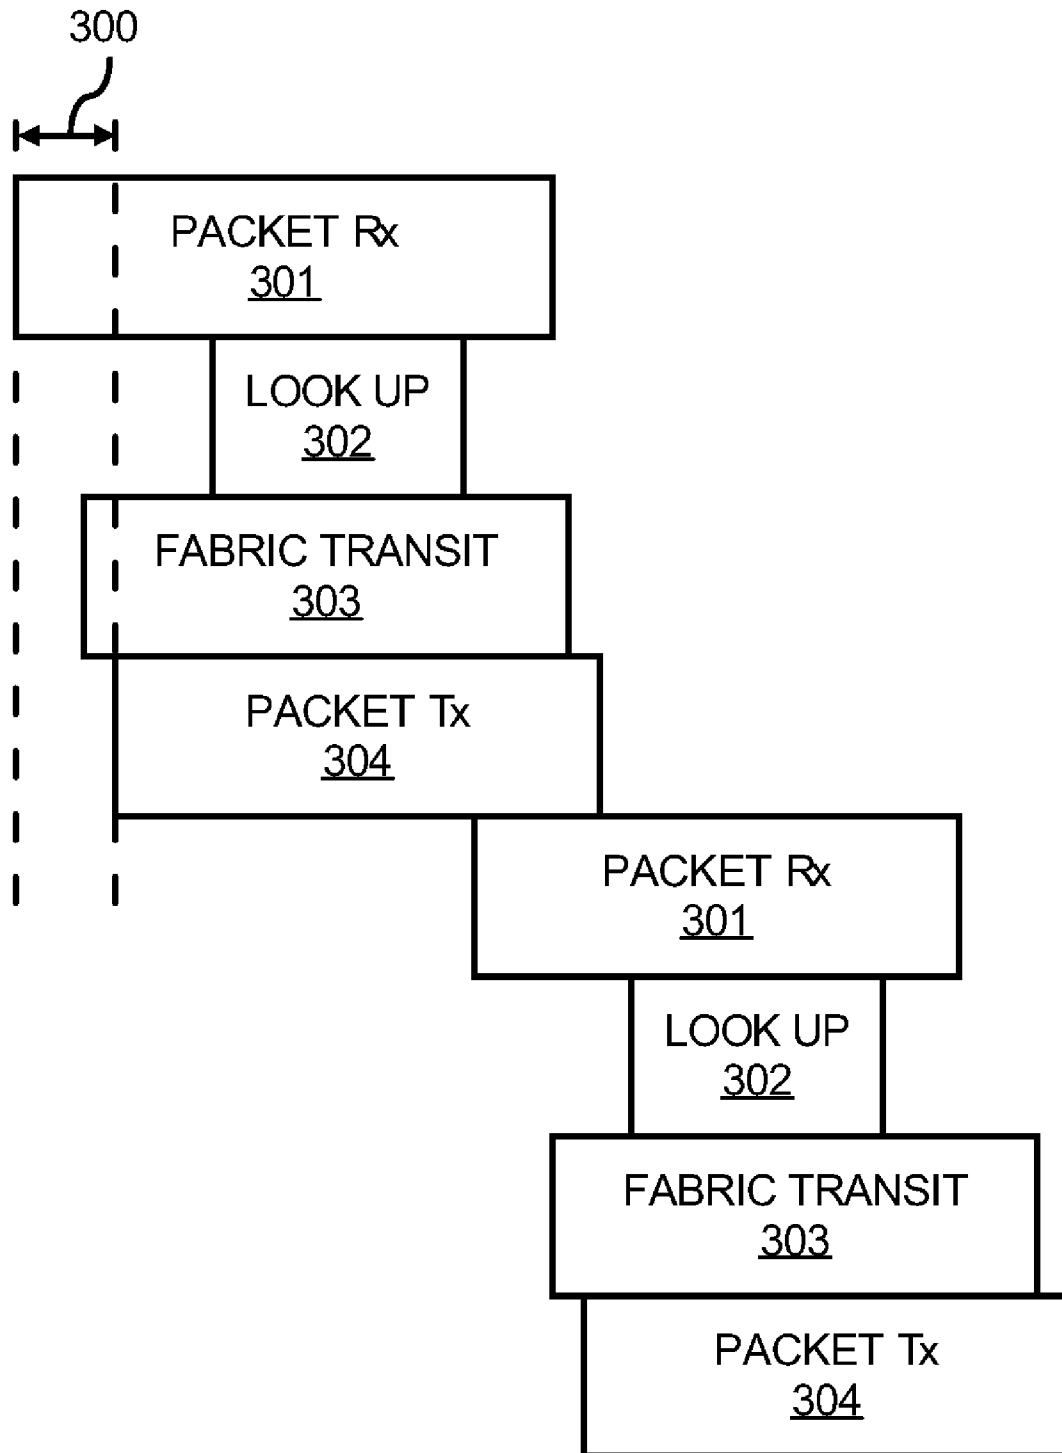 300
PACKET Rx
301
LOOK UP
302
FABRIC TRANSIT
303
PACKET Tx
304
PACKET Rx
301
LOOK UP
302
FABRIC TRANSIT
303
PACKET Tx
304